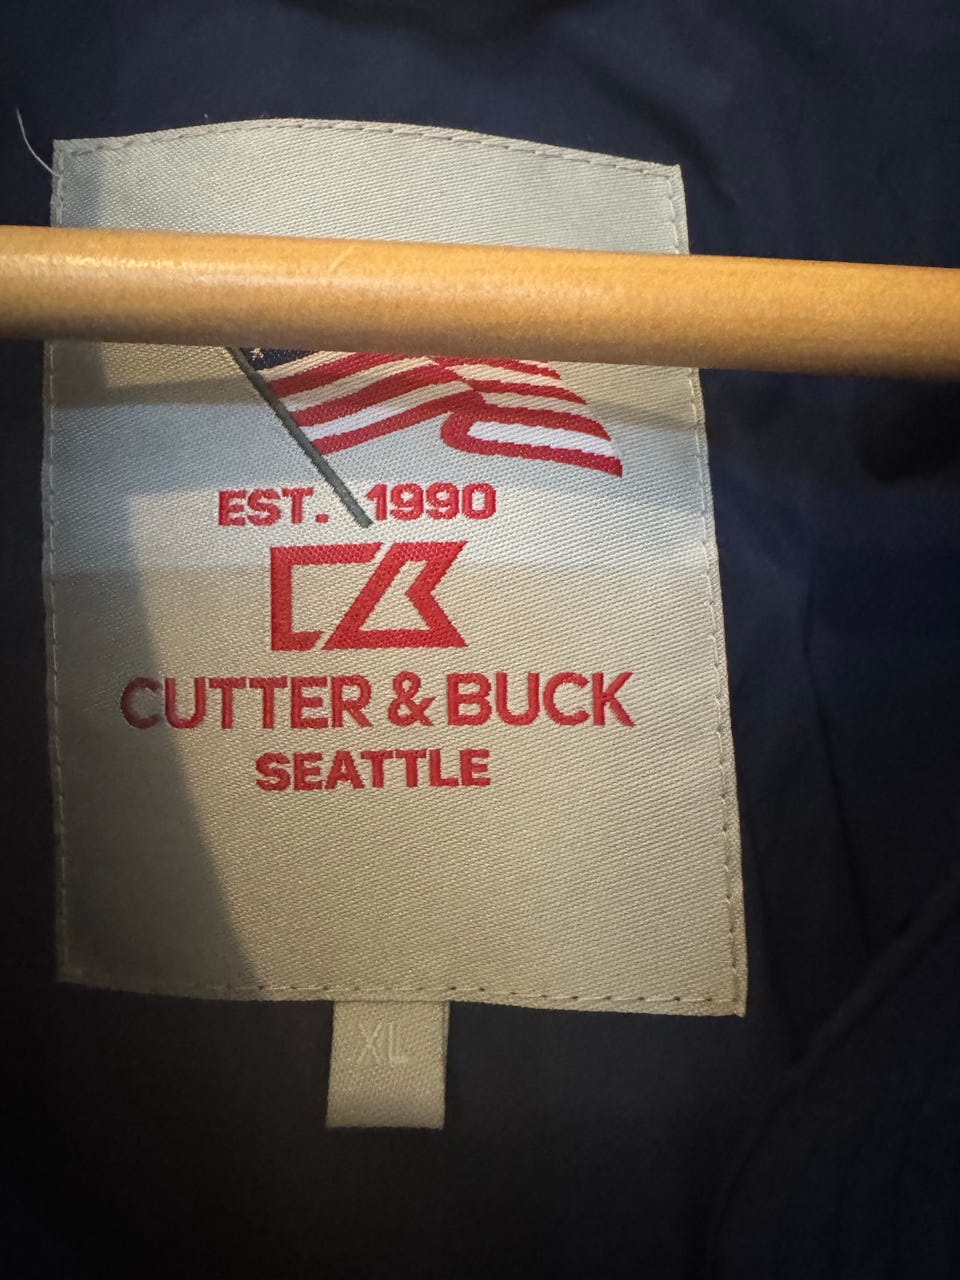 EST. 1990
CUTTER & BUCK
SEATTLE
XL